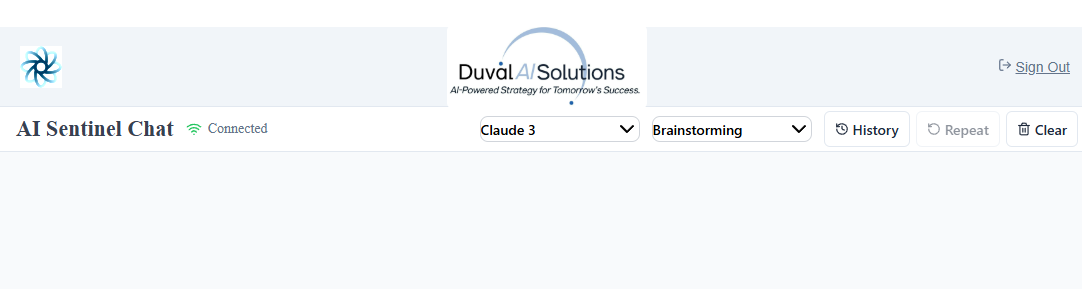 Duval AI Solutions
AI-Powered Strategy for Tomorrow's Success.
Sign Out
AI Sentinel Chat Connected Claude 3 Brainstorming History Repeat Clear